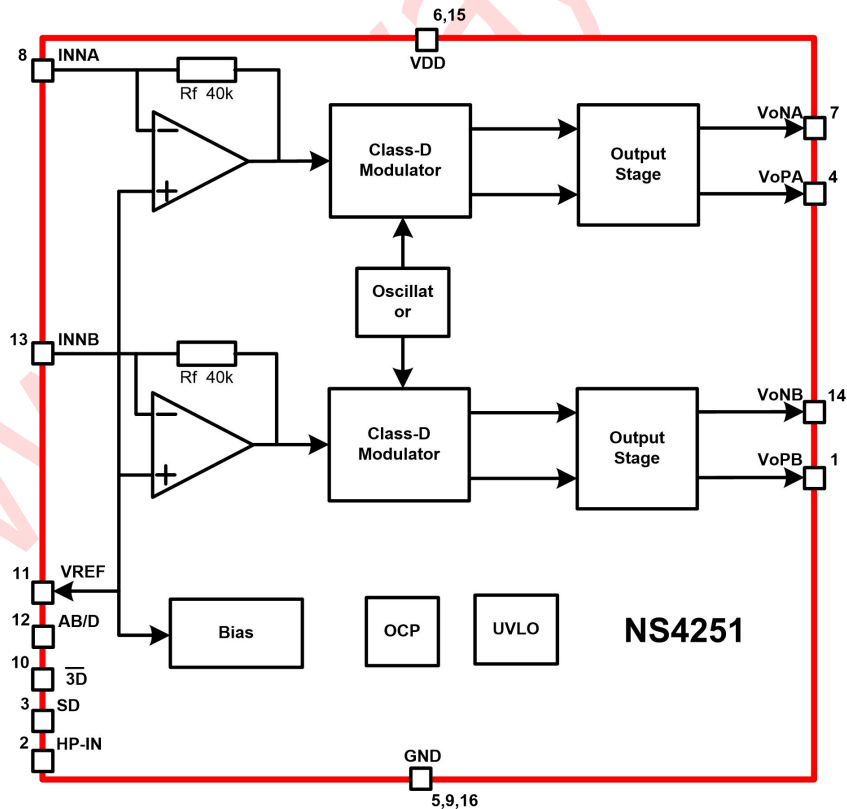 6,15
VDD
8 INNA
Rf 40k
Class-D
Modulator
Output
Stage
VoNA 7
VoPA 4
Oscillat
or
13 INNB
Rf 40k
Class-D
Modulator
Output
Stage
VoNB 14
VoPB 1
11 VREF
12 AB/D
10 3D
3 SD
2 HP-IN
Bias
OCP
UVLO
NS4251
GND
5,9,16